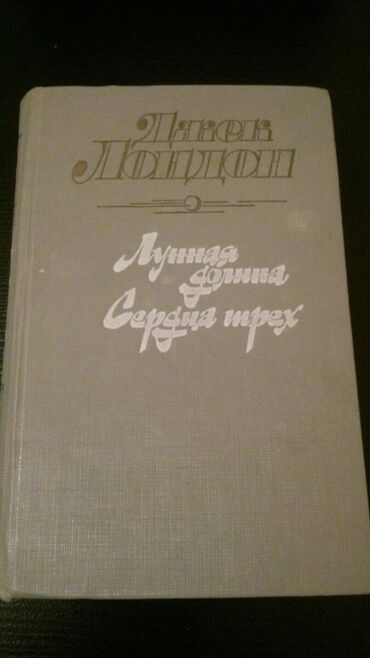 Джек
Лондон
Лунная
долина
Сердца трех